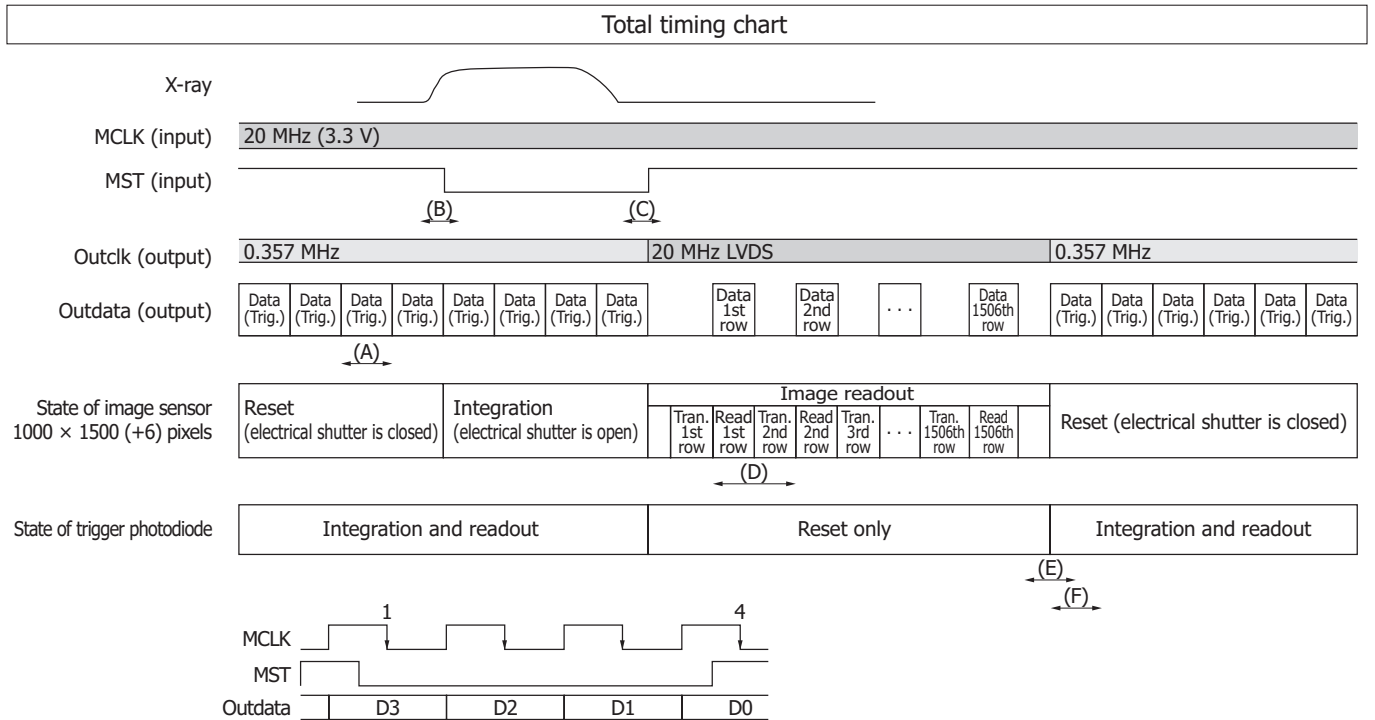 Total timing chart
X-ray
MCLK (input)
20 MHz (3.3 V)
MST (input)
(B)
(C)
Outclk (output)
0.357 MHz
20 MHz LVDS
0.357 MHz
Outdata (output)
Data (Trig.)
Data (Trig.)
Data (Trig.)
Data (Trig.)
Data (Trig.)
Data (Trig.)
Data (Trig.)
Data (Trig.)
Data 1st row
Data 2nd row
· · ·
Data 1506th row
Data (Trig.)
Data (Trig.)
Data (Trig.)
Data (Trig.)
Data (Trig.)
Data (Trig.)
(A)
State of image sensor
1000 × 1500 (+6) pixels
Reset
(electrical shutter is closed)
Integration
(electrical shutter is open)
Image readout
Tran. 1st row
Read 1st row
Tran. 2nd row
Read 2nd row
Tran. 3rd row
· · ·
Tran. 1506th row
Read 1506th row
Reset (electrical shutter is closed)
(D)
State of trigger photodiode
Integration and readout
Reset only
Integration and readout
(E)
(F)
1
4
MCLK
MST
Outdata
D3
D2
D1
D0